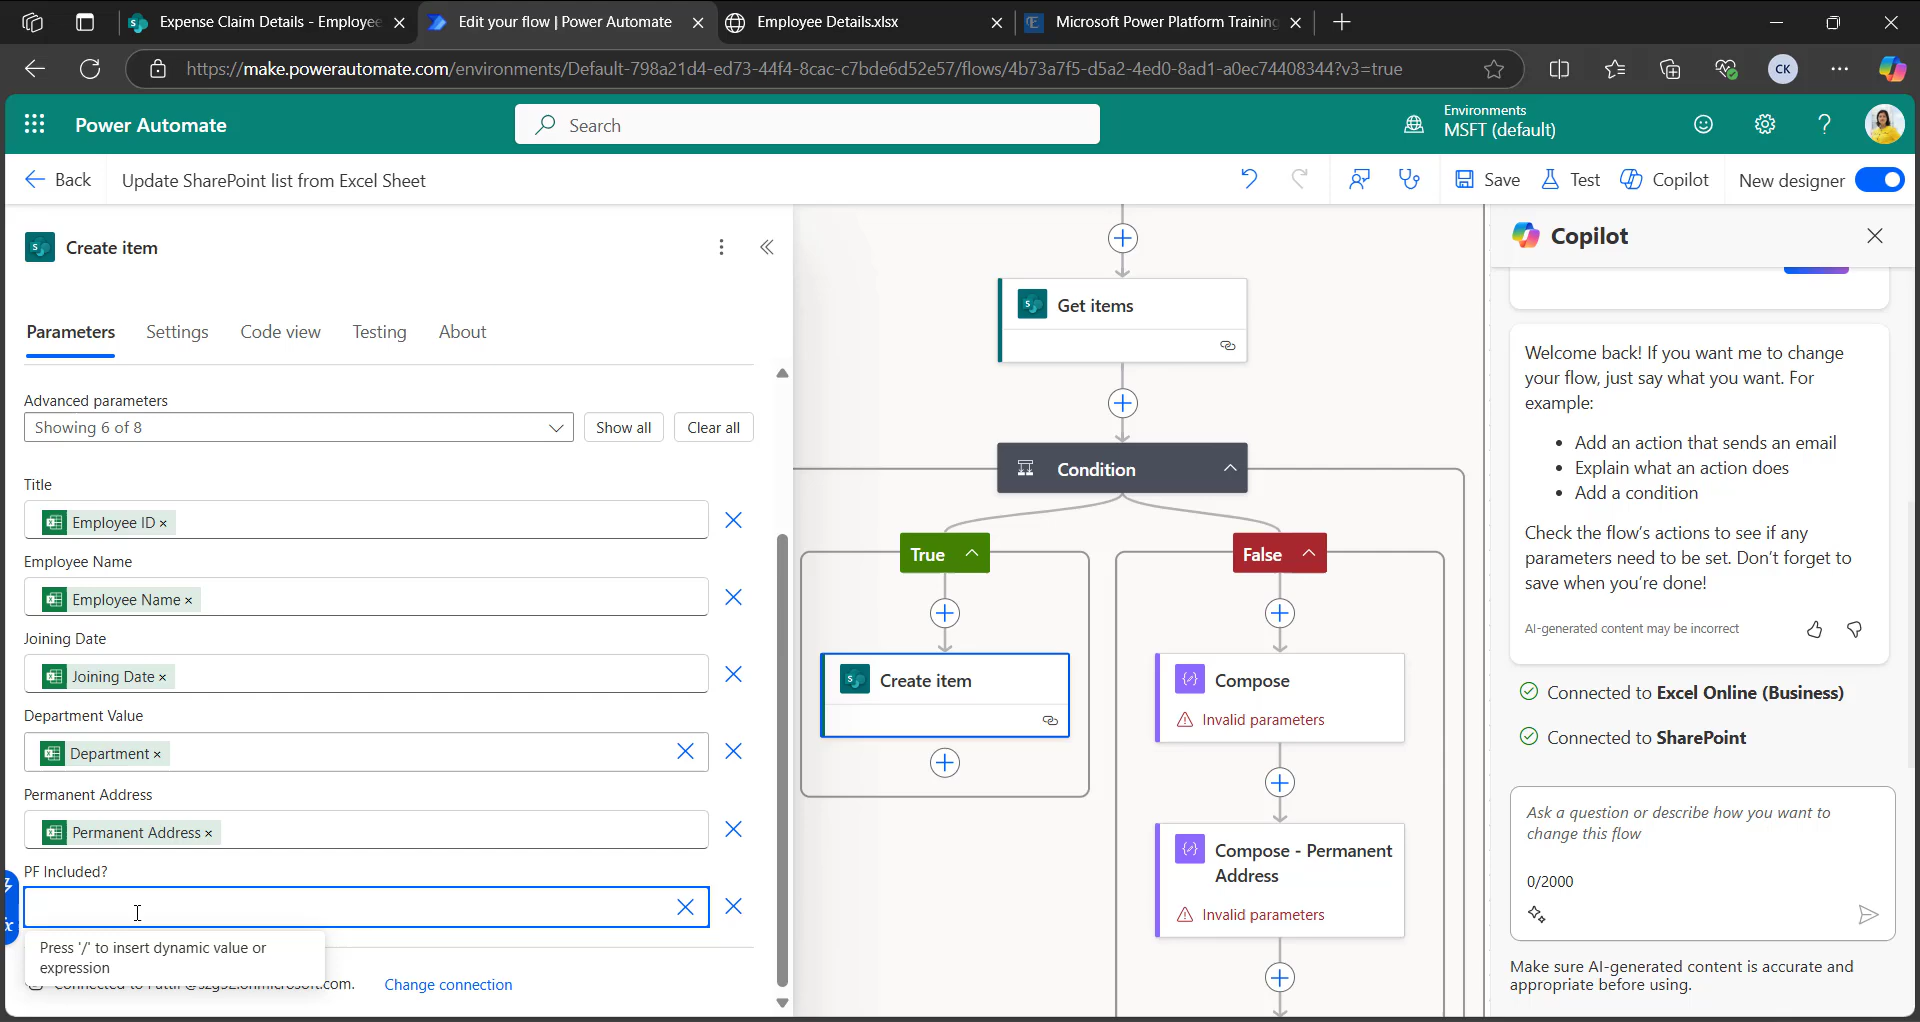 Expense Claim Details - Employee
Edit your flow | Power Automate
Employee Details.xlsx
Microsoft Power Platform Training
https://make.powerautomate.com/environments/Default-798a21d4-ed73-44f4-8cac-c7bde6d52e57/flows/4b73a7f5-d5a2-4ed0-8ad1-a0ec74408344?v3=true
CK
Power Automate
Search
Environments
MSFT (default)
Back
Update SharePoint list from Excel Sheet
Save
Test
Copilot
New designer
Create item
Parameters
Settings
Code view
Testing
About
Advanced parameters
Showing 6 of 8
Show all
Clear all
Title
Employee ID
Employee Name
Employee Name
Joining Date
Joining Date
Department Value
Department
Permanent Address
Permanent Address
PF Included?
Press '/' to insert dynamic value or
expression
Change connection
Get items
Condition
True
False
Create item
Compose
Invalid parameters
Compose - Permanent
Address
Invalid parameters
Copilot
Welcome back! If you want me to change
your flow, just say what you want. For
example:
• Add an action that sends an email
• Explain what an action does
• Add a condition
Check the flow's actions to see if any
parameters need to be set. Don't forget to
save when you're done!
AI-generated content may be incorrect
Connected to Excel Online (Business)
Connected to SharePoint
Ask a question or describe how you want to
change this flow
0/2000
Make sure AI-generated content is accurate and
appropriate before using.